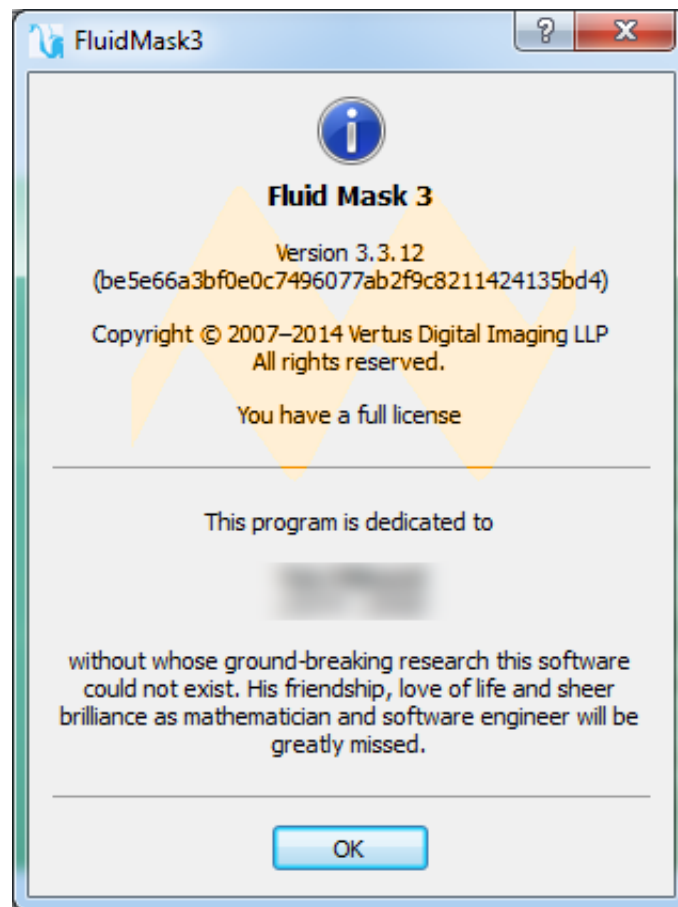 FluidMask3
Fluid Mask 3
Version 3.3.12
(be5e66a3bf0e0c7496077ab2f9c8211424135bd4)
Copyright © 2007–2014 Vertus Digital Imaging LLP
All rights reserved.
You have a full license
This program is dedicated to
without whose ground-breaking research this software
could not exist. His friendship, love of life and sheer
brilliance as mathematician and software engineer will be
greatly missed.
OK